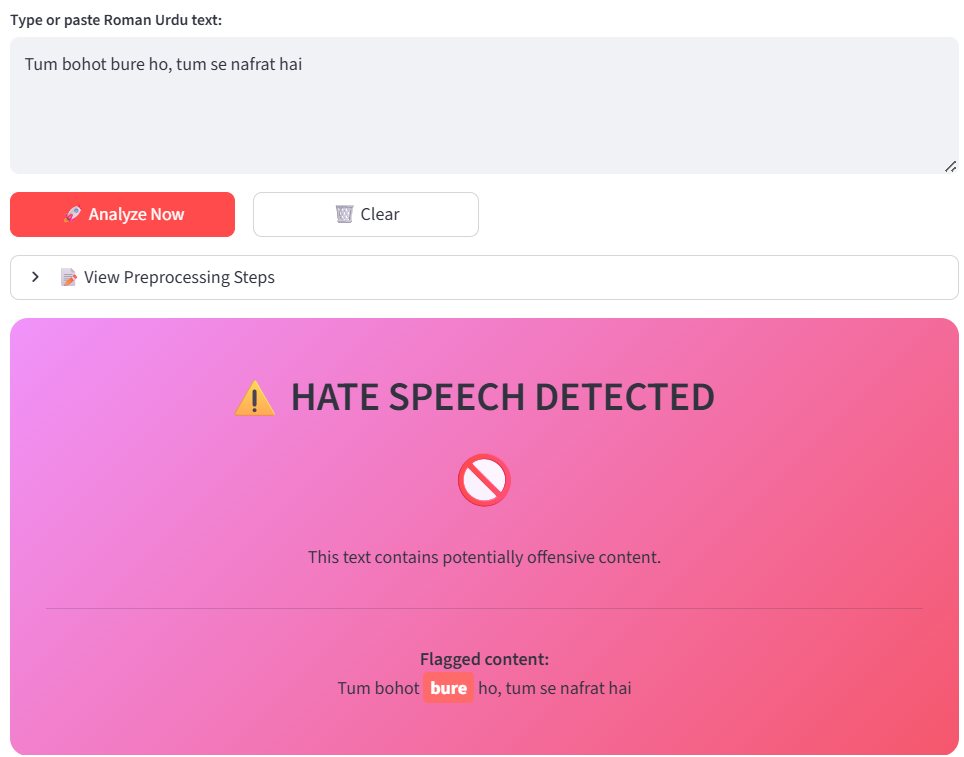 Type or paste Roman Urdu text:
Tum bohot bure ho, tum se nafrat hai
🚀 Analyze Now
🗑️ Clear
📝 View Preprocessing Steps
⚠️ HATE SPEECH DETECTED
🚫
This text contains potentially offensive content.
Flagged content:
Tum bohot bure ho, tum se nafrat hai